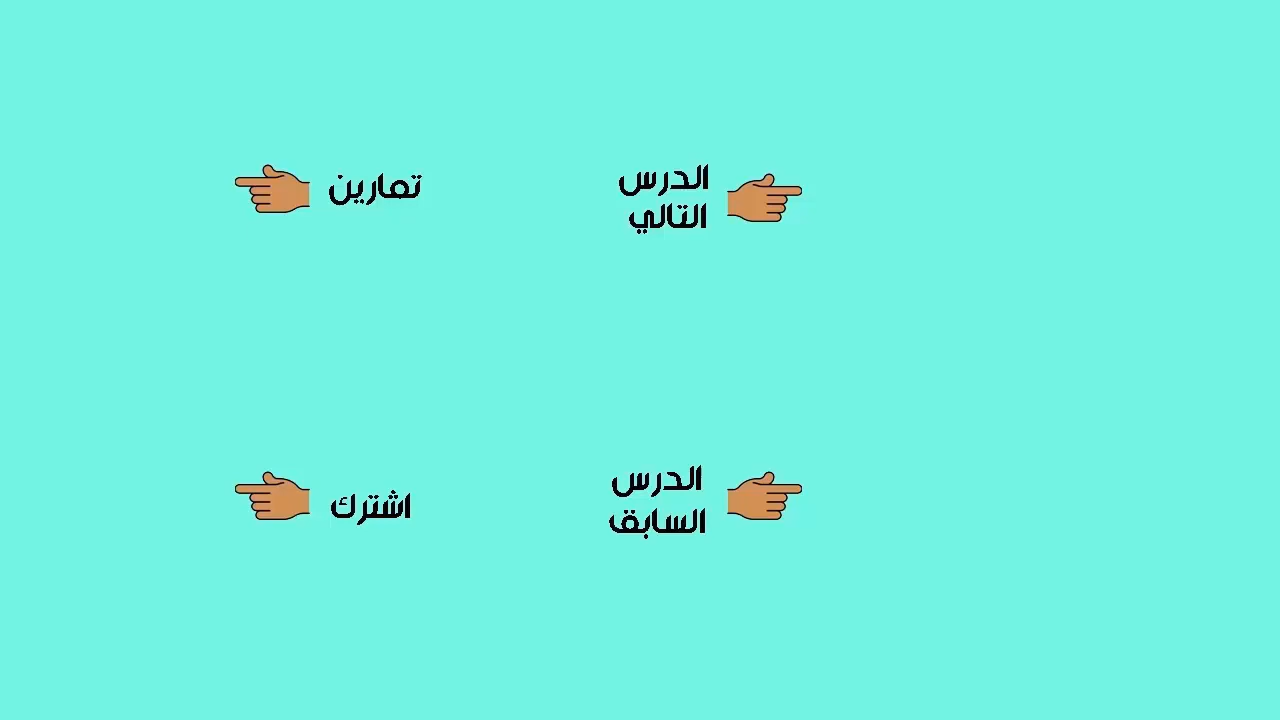 الدرس
التالي
تمارين
الدرس
السابق
اشترك